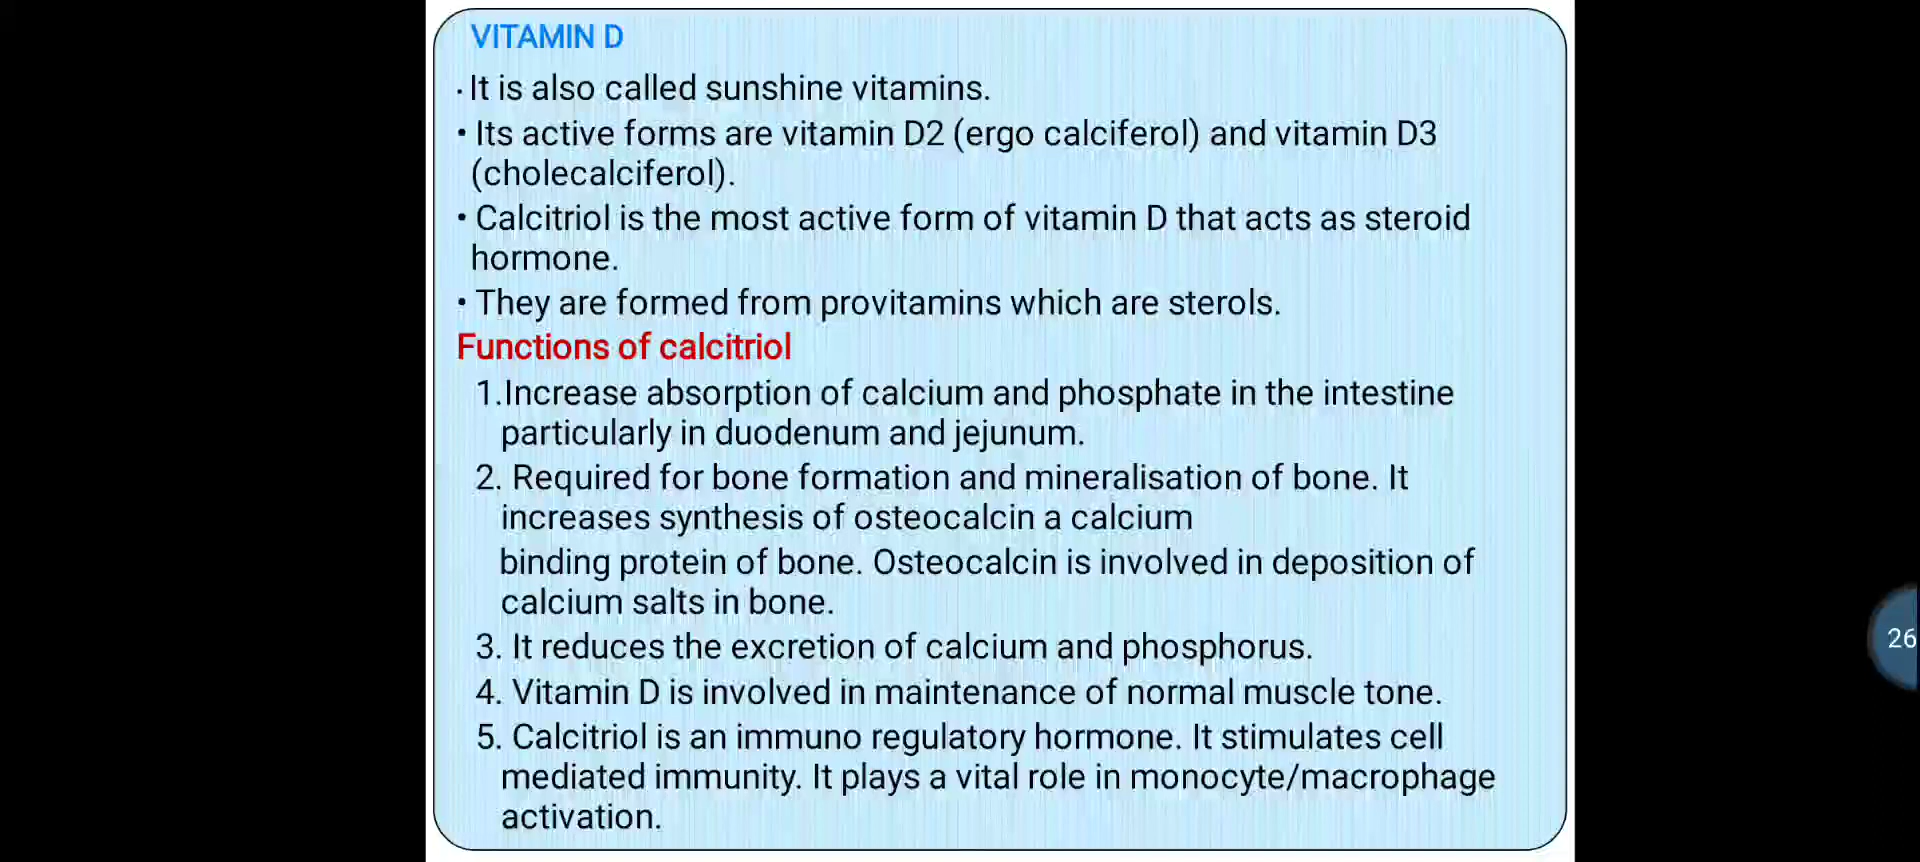 VITAMIN D
· It is also called sunshine vitamins.
• Its active forms are vitamin D2 (ergo calciferol) and vitamin D3
(cholecalciferol).
• Calcitriol is the most active form of vitamin D that acts as steroid
hormone.
• They are formed from provitamins which are sterols.
Functions of calcitriol
1.Increase absorption of calcium and phosphate in the intestine
particularly in duodenum and jejunum.
2. Required for bone formation and mineralisation of bone. It
increases synthesis of osteocalcin a calcium
binding protein of bone. Osteocalcin is involved in deposition of
calcium salts in bone.
3. It reduces the excretion of calcium and phosphorus.
4. Vitamin D is involved in maintenance of normal muscle tone.
5. Calcitriol is an immuno regulatory hormone. It stimulates cell
mediated immunity. It plays a vital role in monocyte/macrophage
activation.
26